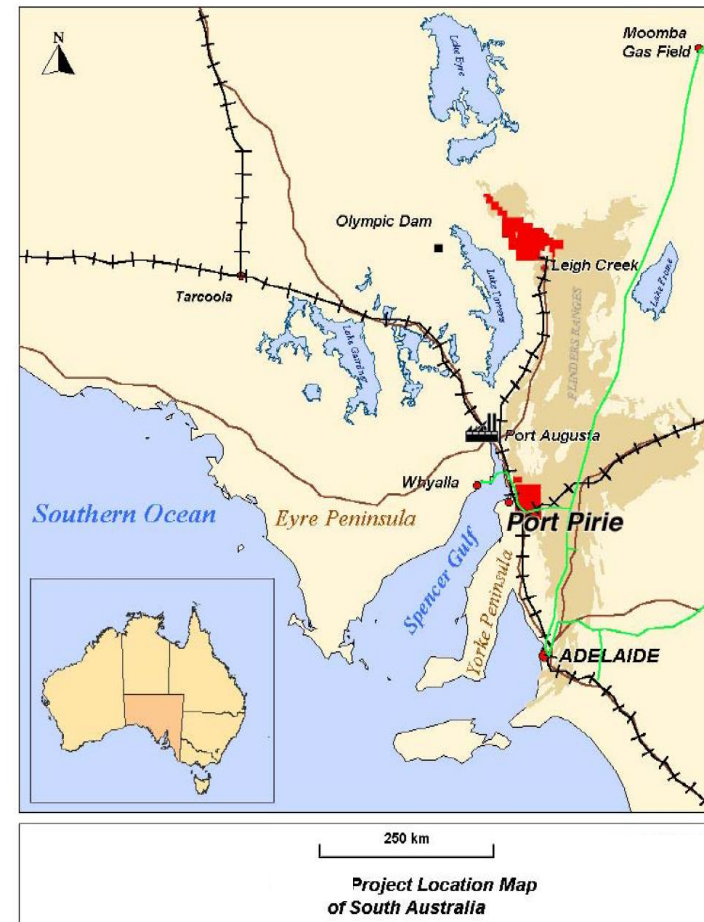 N
Moomba
Gas Field
Lake Eyre
Olympic Dam
Leigh Creek
Lake Torrens
Lake Frome
Tarcoola
Lake Gairdner
FLINDERS RANGES
Port Augusta
Whyalla
Port Pirie
Southern Ocean
Eyre Peninsula
Spencer Gulf
Yorke Peninsula
ADELAIDE
250 km
Project Location Map
of South Australia